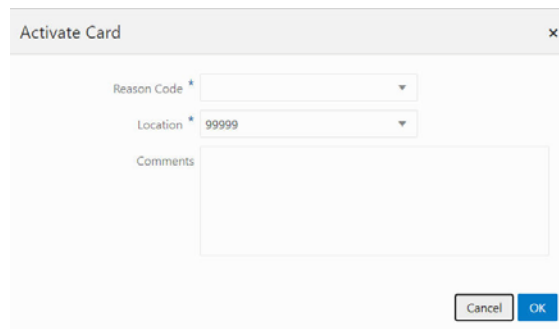 Activate Card ×
Reason Code *
Location * 99999
Comments
Cancel OK